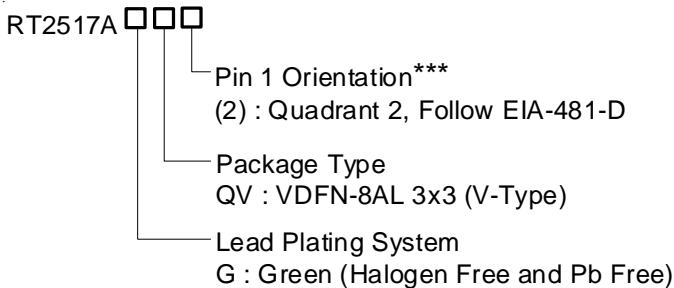 RT2517A
Pin 1 Orientation***
(2) : Quadrant 2, Follow EIA-481-D
Package Type
QV : VDFN-8AL 3x3 (V-Type)
Lead Plating System
G : Green (Halogen Free and Pb Free)